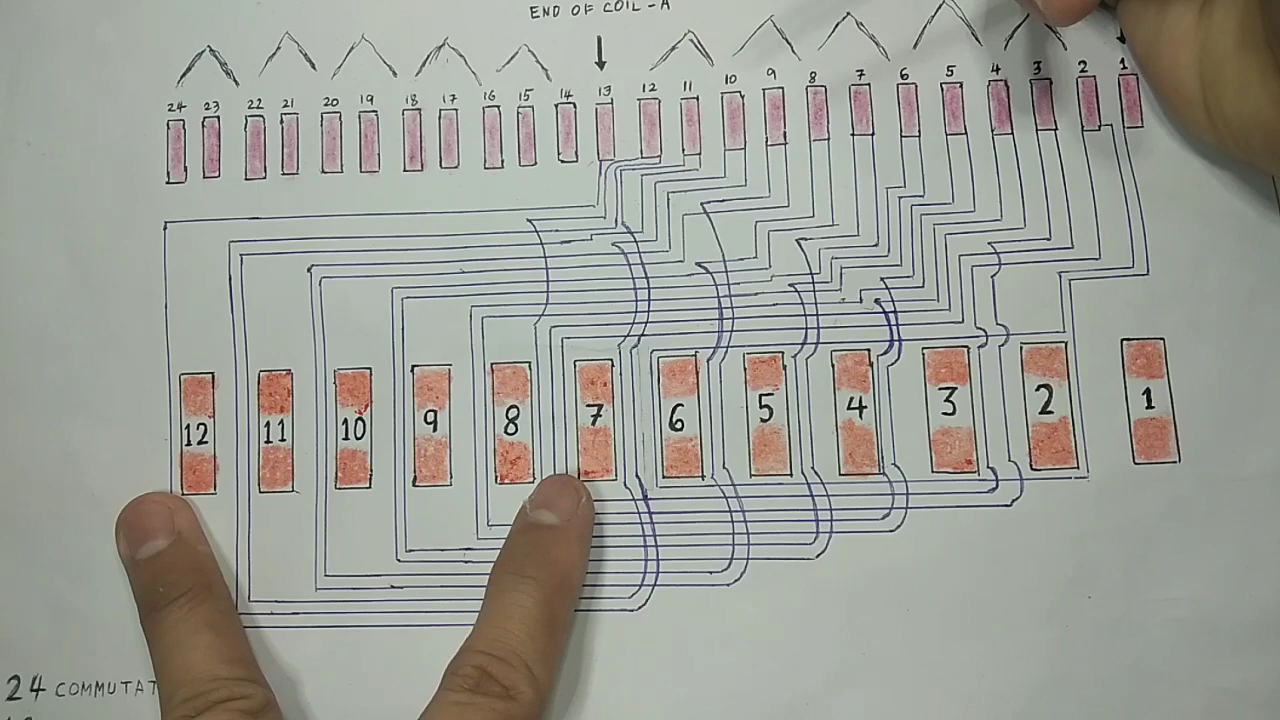 END OF COIL - A
24 23 22 21 20 19 18 17 16 15 14 13 12 11 10 9 8 7 6 5 4 3 2 1
12 11 10 9 8 7 6 5 4 3 2 1
24 COMMUTAT